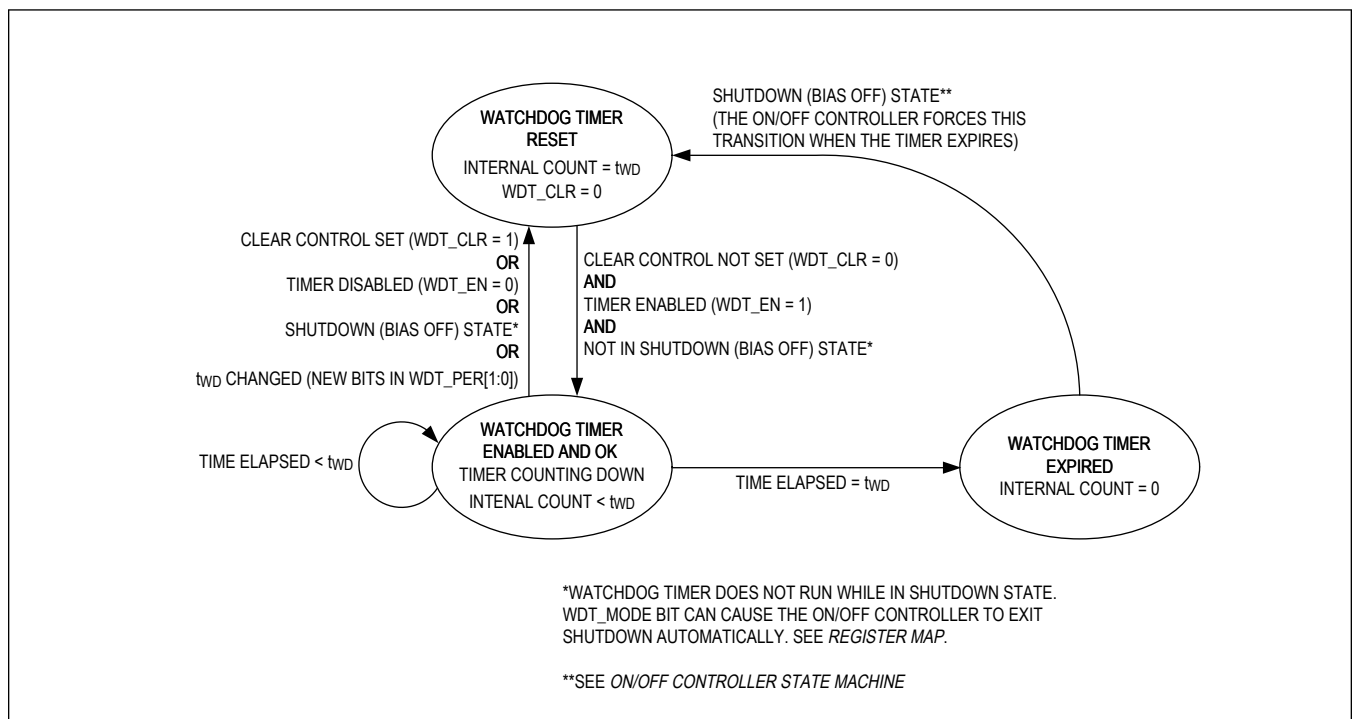 WATCHDOG TIMER
RESET
INTERNAL COUNT = tWD
WDT_CLR = 0
SHUTDOWN (BIAS OFF) STATE**
(THE ON/OFF CONTROLLER FORCES THIS
TRANSITION WHEN THE TIMER EXPIRES)
CLEAR CONTROL SET (WDT_CLR = 1)
OR
TIMER DISABLED (WDT_EN = 0)
OR
SHUTDOWN (BIAS OFF) STATE*
OR
tWD CHANGED (NEW BITS IN WDT_PER[1:0])
CLEAR CONTROL NOT SET (WDT_CLR = 0)
AND
TIMER ENABLED (WDT_EN = 1)
AND
NOT IN SHUTDOWN (BIAS OFF) STATE*
TIME ELAPSED < tWD
WATCHDOG TIMER
ENABLED AND OK
TIMER COUNTING DOWN
INTENAL COUNT < tWD
TIME ELAPSED = tWD
WATCHDOG TIMER
EXPIRED
INTERNAL COUNT = 0
*WATCHDOG TIMER DOES NOT RUN WHILE IN SHUTDOWN STATE.
WDT_MODE BIT CAN CAUSE THE ON/OFF CONTROLLER TO EXIT
SHUTDOWN AUTOMATICALLY. SEE REGISTER MAP.
**SEE ON/OFF CONTROLLER STATE MACHINE